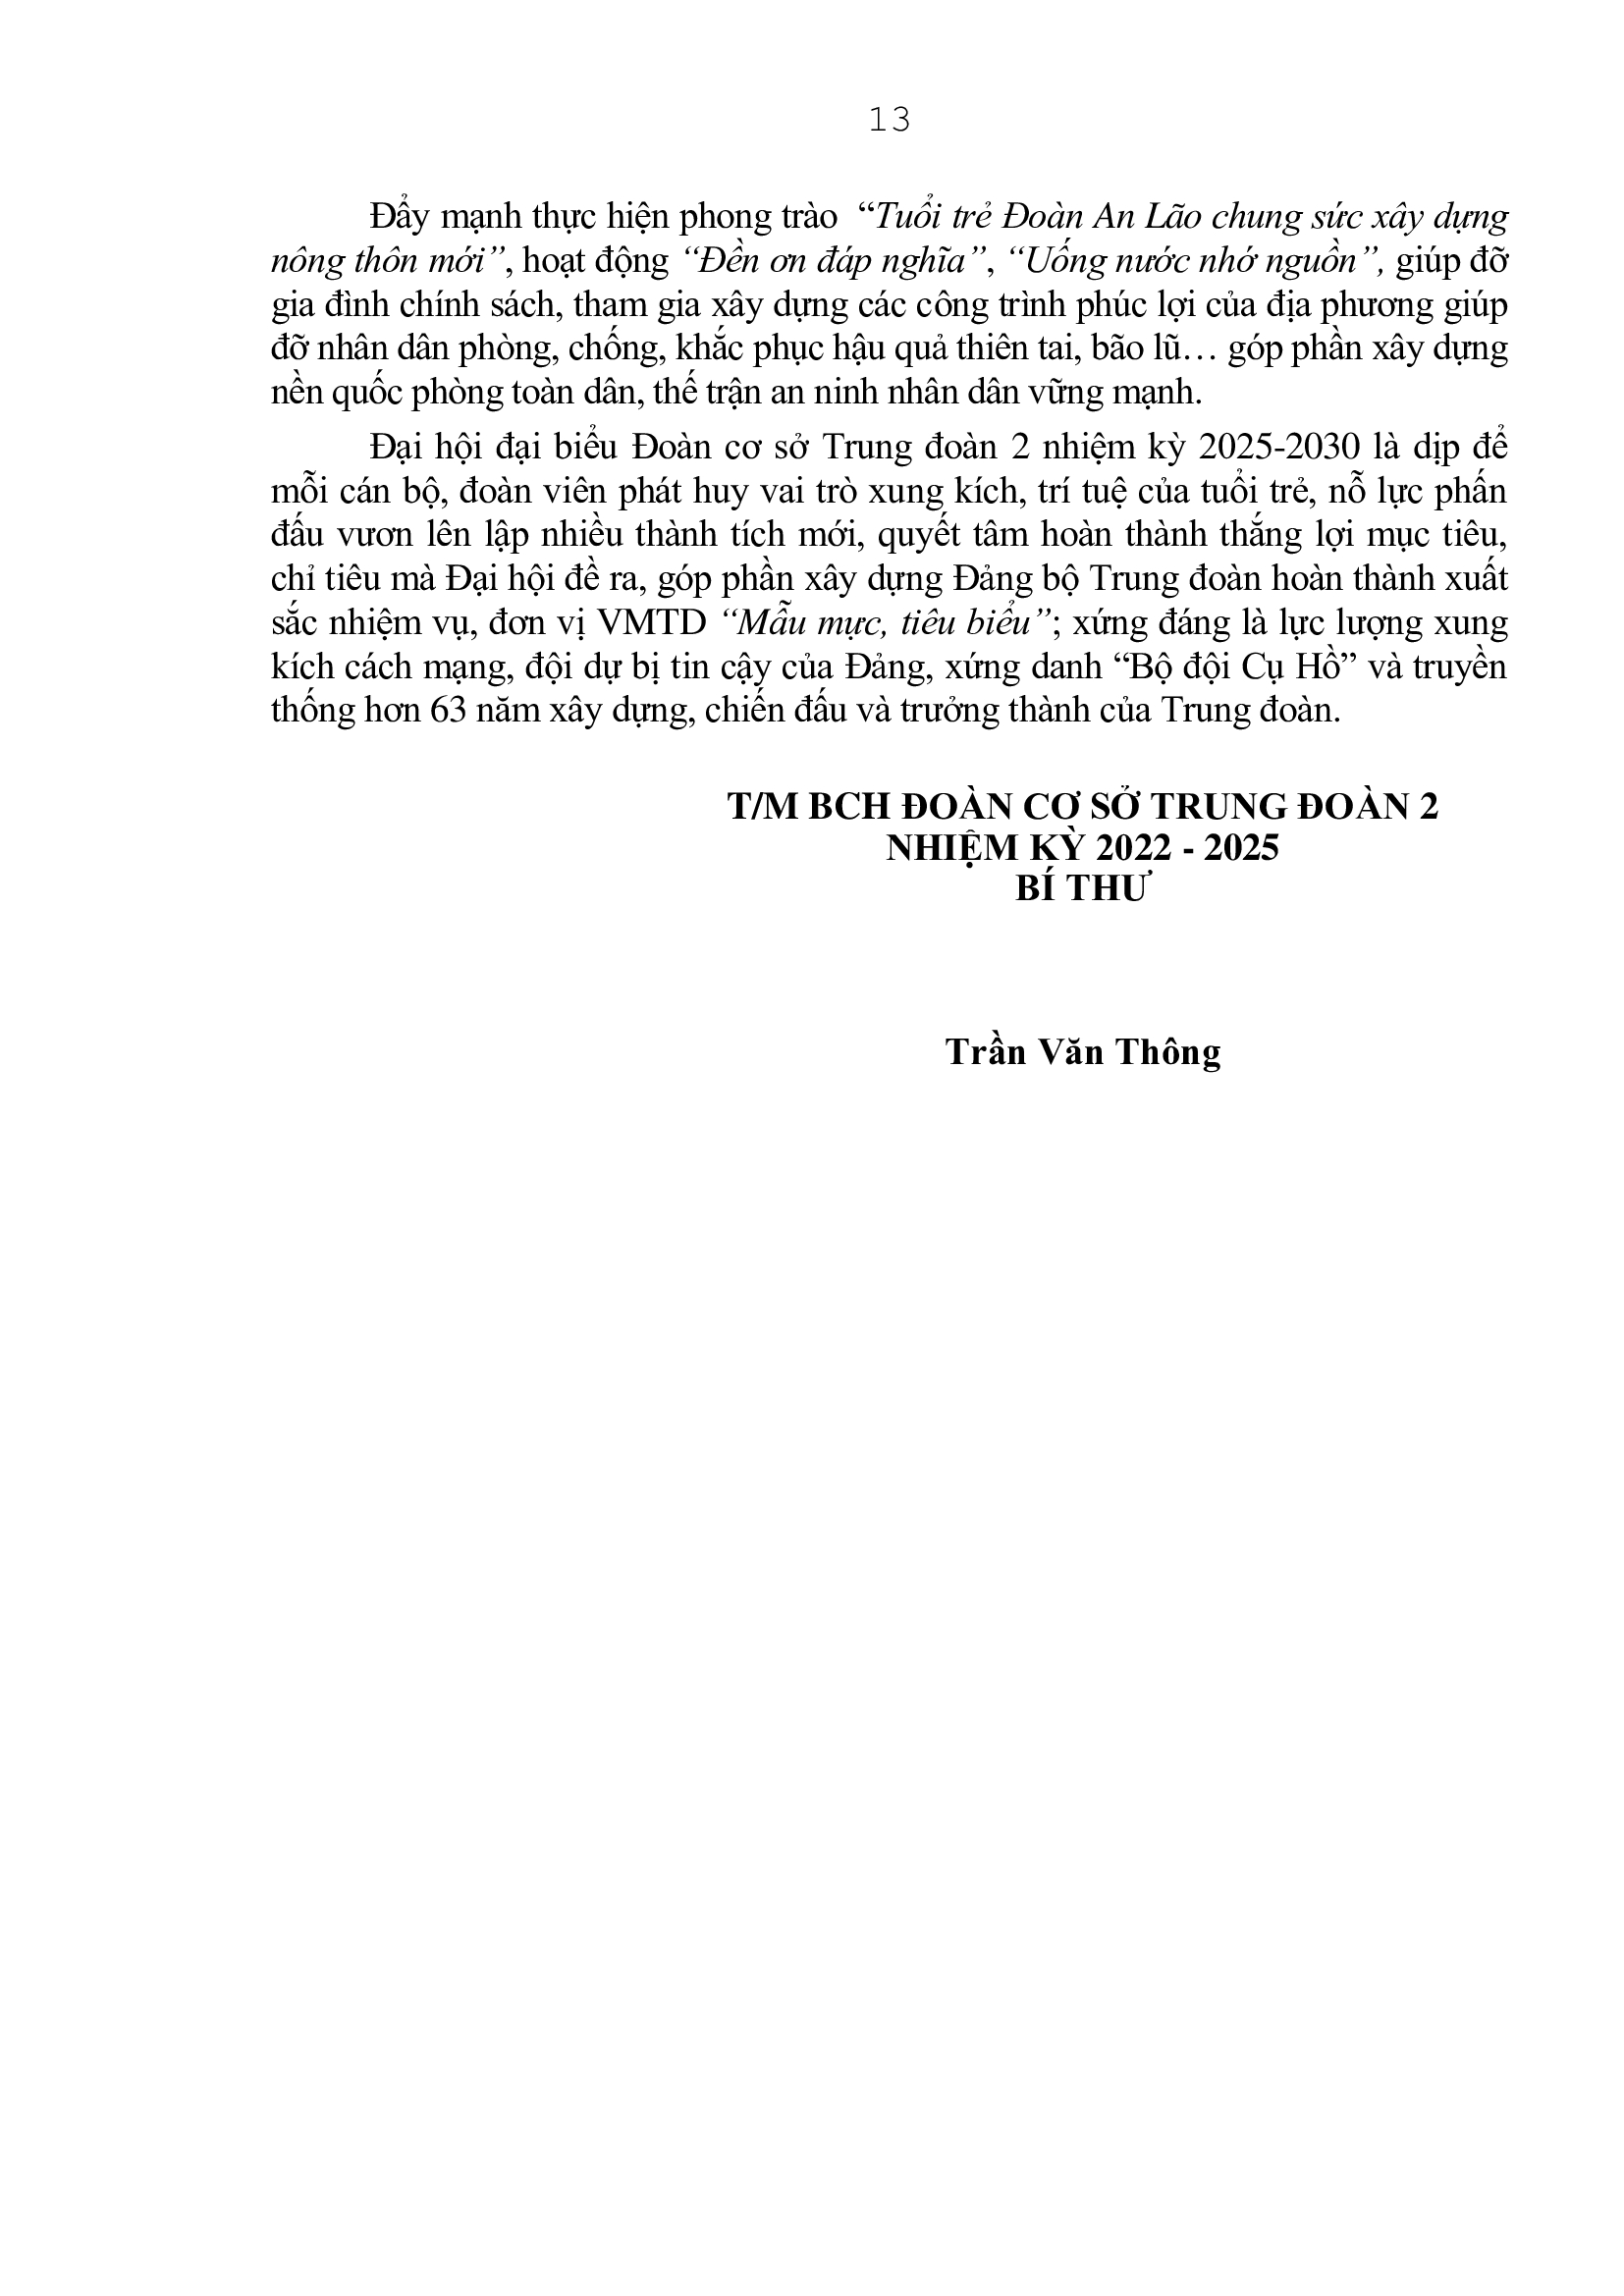 13
Đẩy mạnh thực hiện phong trào  “Tuổi trẻ Đoàn An Lão chung sức xây dựng
nông thôn mới”, hoạt động “Đền ơn đáp nghĩa”, “Uống nước nhớ nguồn”, giúp đỡ
gia đình chính sách, tham gia xây dựng các công trình phúc lợi của địa phương giúp
đỡ nhân dân phòng, chống, khắc phục hậu quả thiên tai, bão lũ… góp phần xây dựng
nền quốc phòng toàn dân, thế trận an ninh nhân dân vững mạnh.
Đại hội đại biểu Đoàn cơ sở Trung đoàn 2 nhiệm kỳ 2025-2030 là dịp để
mỗi cán bộ, đoàn viên phát huy vai trò xung kích, trí tuệ của tuổi trẻ, nỗ lực phấn
đấu vươn lên lập nhiều thành tích mới, quyết tâm hoàn thành thắng lợi mục tiêu,
chỉ tiêu mà Đại hội đề ra, góp phần xây dựng Đảng bộ Trung đoàn hoàn thành xuất
sắc nhiệm vụ, đơn vị VMTD “Mẫu mực, tiêu biểu”; xứng đáng là lực lượng xung
kích cách mạng, đội dự bị tin cậy của Đảng, xứng danh “Bộ đội Cụ Hồ” và truyền
thống hơn 63 năm xây dựng, chiến đấu và trưởng thành của Trung đoàn.
T/M BCH ĐOÀN CƠ SỞ TRUNG ĐOÀN 2
NHIỆM KỲ 2022 - 2025
BÍ THƯ
Trần Văn Thông